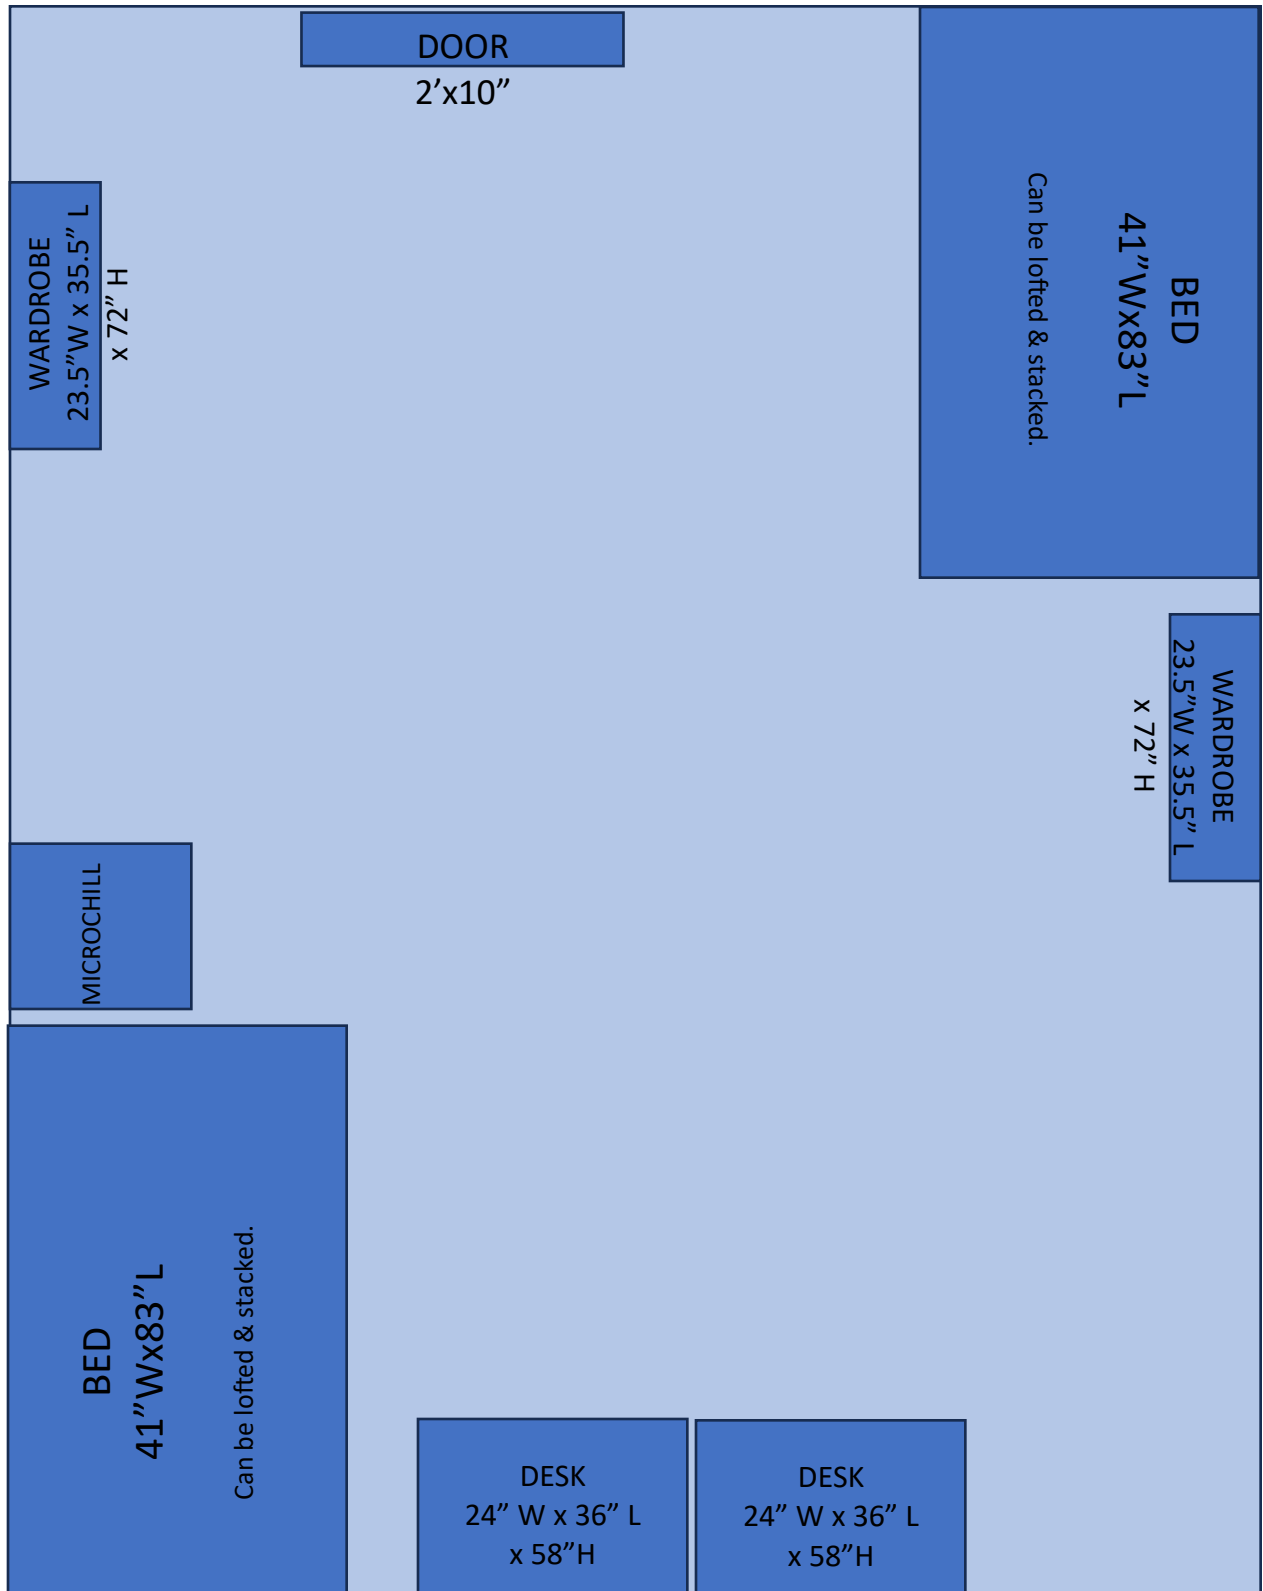 DOOR
2’x10”
BED
41”Wx83”L
Can be lofted & stacked.
WARDROBE
23.5”W x 35.5” L
x 72” H
WARDROBE
23.5”W x 35.5” L
x 72” H
MICROCHILL
BED
41”Wx83”L
Can be lofted & stacked.
DESK
24” W x 36” L
x 58”H
DESK
24” W x 36” L
x 58”H